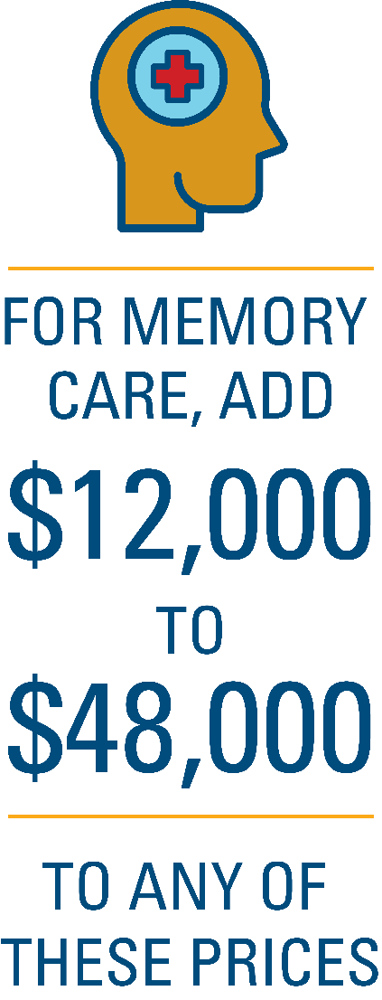 FOR MEMORY
CARE, ADD
$12,000
TO
$48,000
TO ANY OF
THESE PRICES